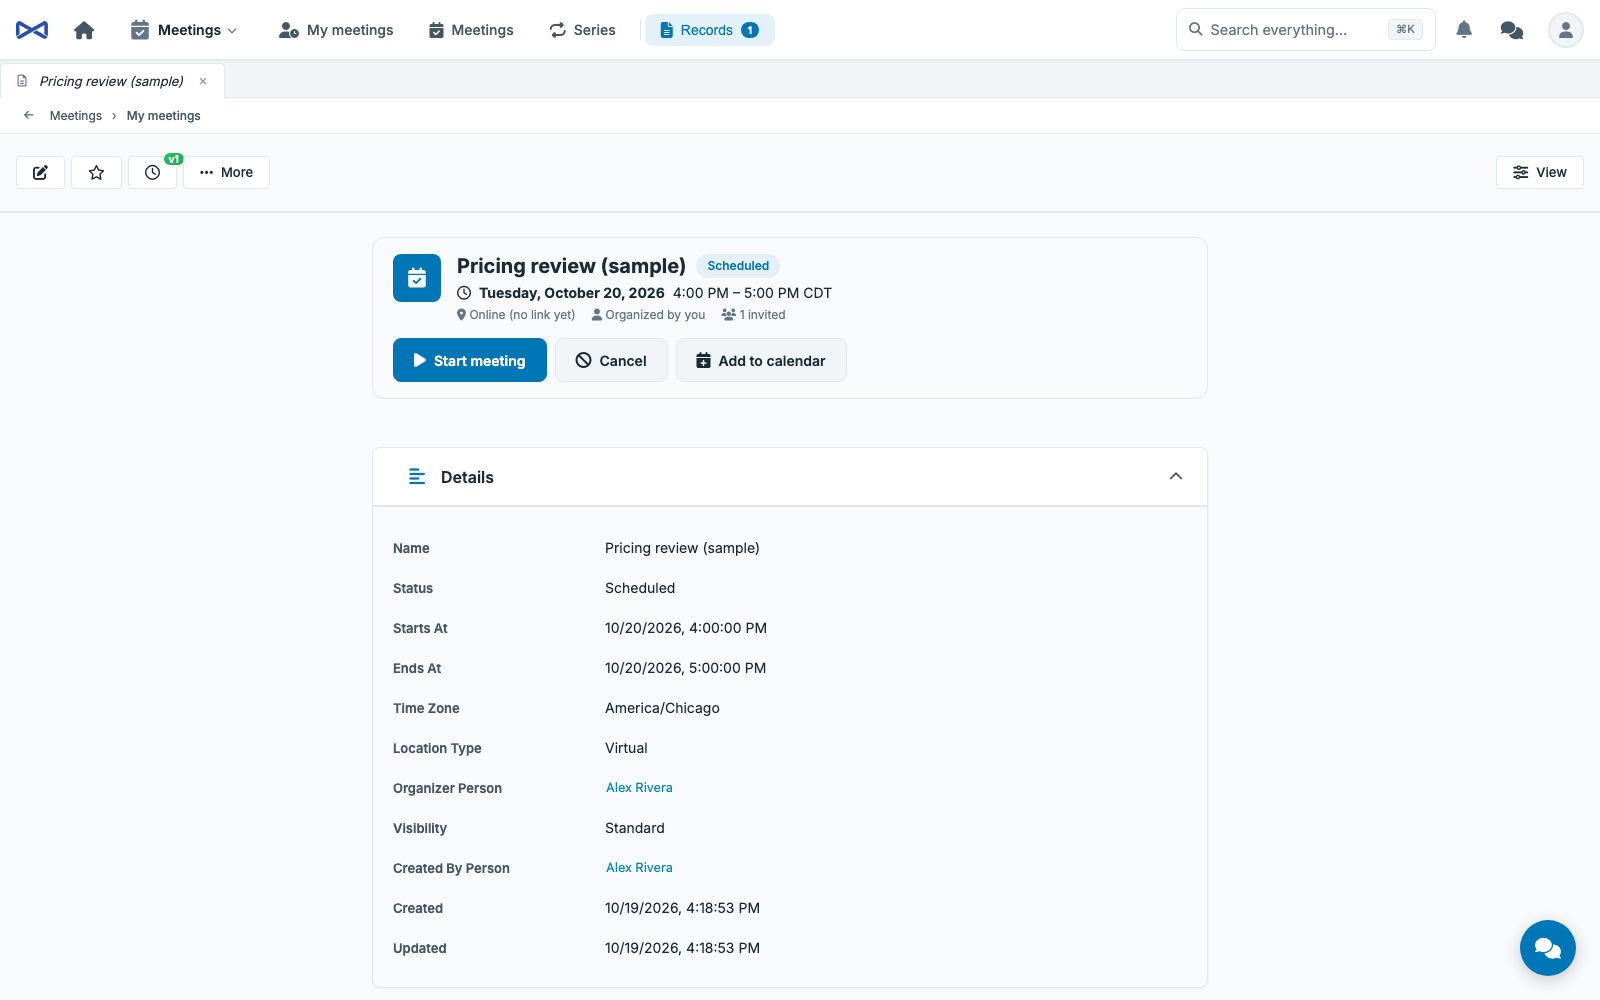 Meetings
My meetings
Meetings
Series
Records 1
Search everything... ⌘K
Pricing review (sample) ×
Meetings › My meetings
v1
More
View
Pricing review (sample) Scheduled
Tuesday, October 20, 2026 4:00 PM – 5:00 PM CDT
Online (no link yet) Organized by you 1 invited
Start meeting
Cancel
Add to calendar
Details
Name Pricing review (sample)
Status Scheduled
Starts At 10/20/2026, 4:00:00 PM
Ends At 10/20/2026, 5:00:00 PM
Time Zone America/Chicago
Location Type Virtual
Organizer Person Alex Rivera
Visibility Standard
Created By Person Alex Rivera
Created 10/19/2026, 4:18:53 PM
Updated 10/19/2026, 4:18:53 PM